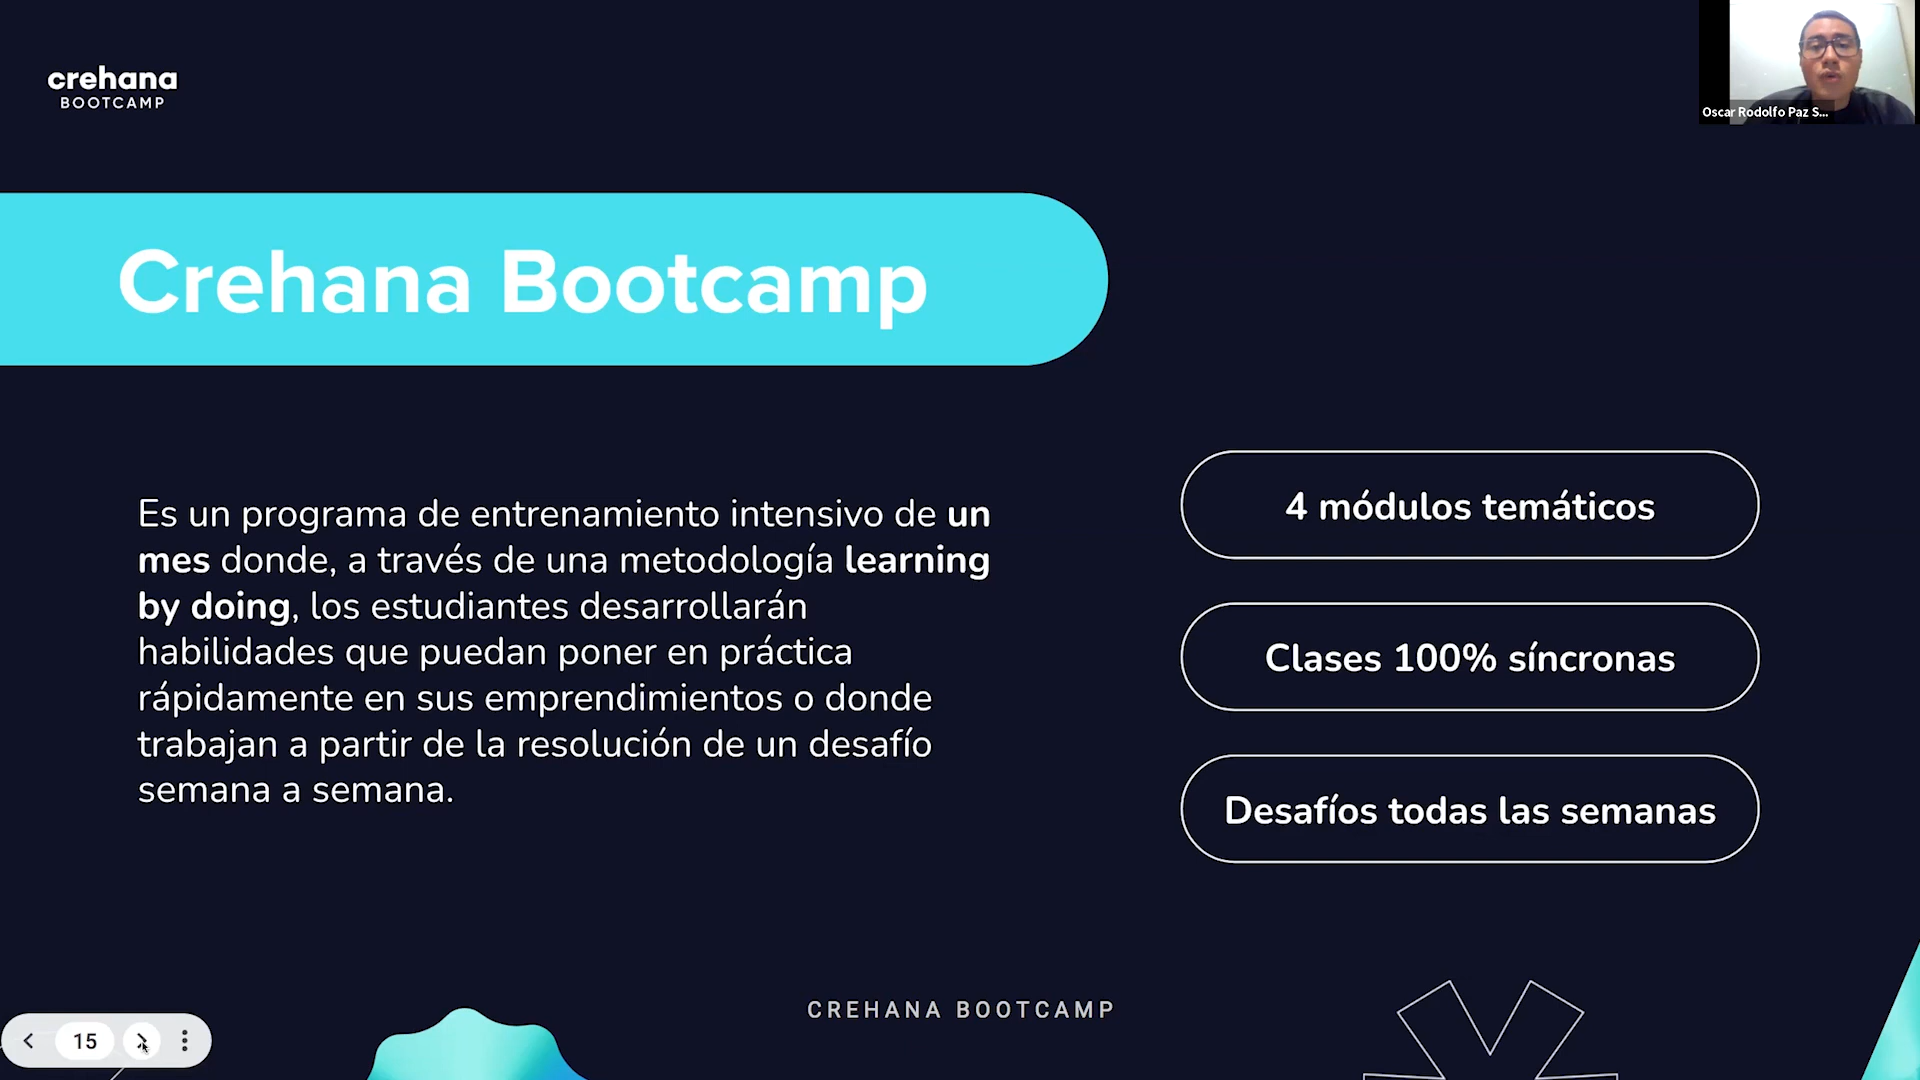 crehana
BOOTCAMP
Oscar Rodolfo Paz S...
Crehana Bootcamp
Es un programa de entrenamiento intensivo de un
mes donde, a través de una metodología learning
by doing, los estudiantes desarrollarán
habilidades que puedan poner en práctica
rápidamente en sus emprendimientos o donde
trabajan a partir de la resolución de un desafío
semana a semana.
4 módulos temáticos
Clases 100% síncronas
Desafíos todas las semanas
CREHANA BOOTCAMP
15